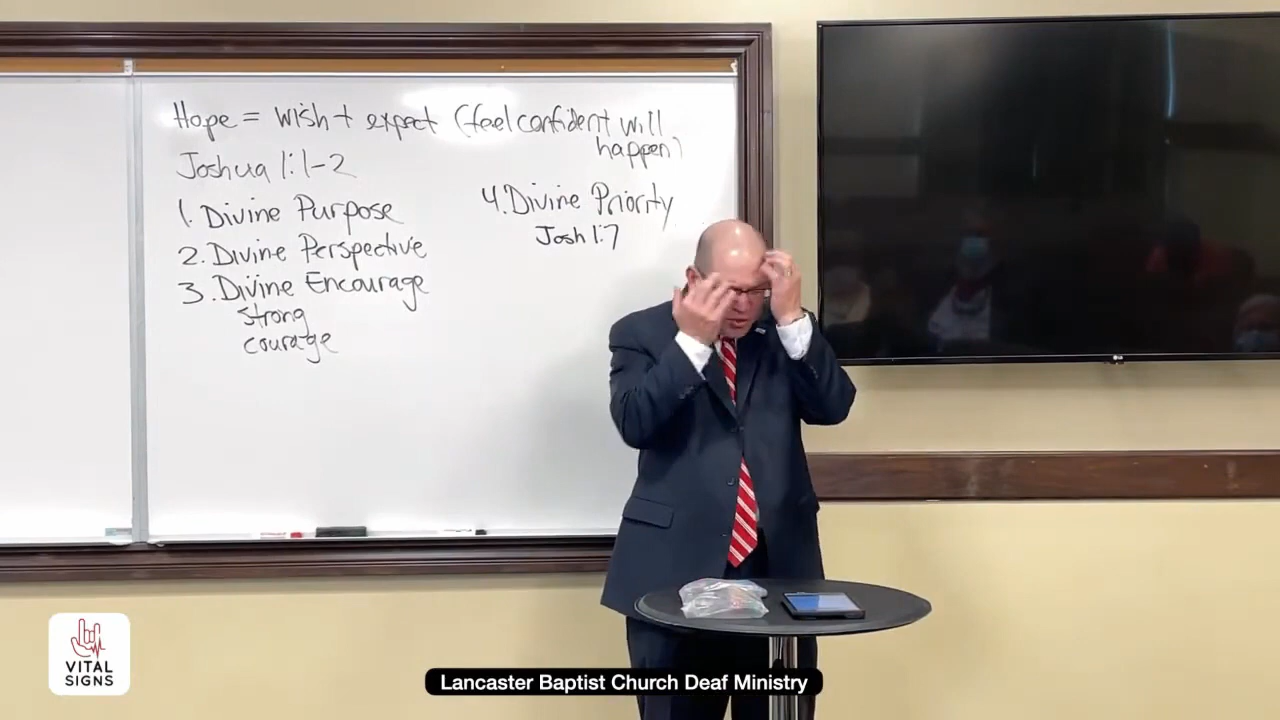 Hope = wish + expect (feel confident will
happen)
Joshua 1:1-2
1. Divine Purpose
2. Divine Perspective
3. Divine Encourage
strong
courage
4. Divine Priority
Josh 1:7
LG
VITAL
SIGNS
Lancaster Baptist Church Deaf Ministry